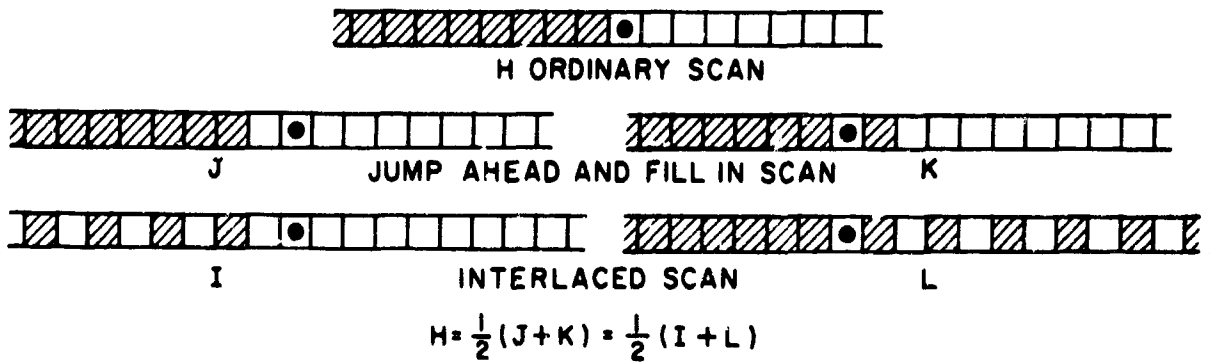 H ORDINARY SCAN
J JUMP AHEAD AND FILL IN SCAN K
I INTERLACED SCAN L
H = 1/2 (J+K) = 1/2 (I+L)